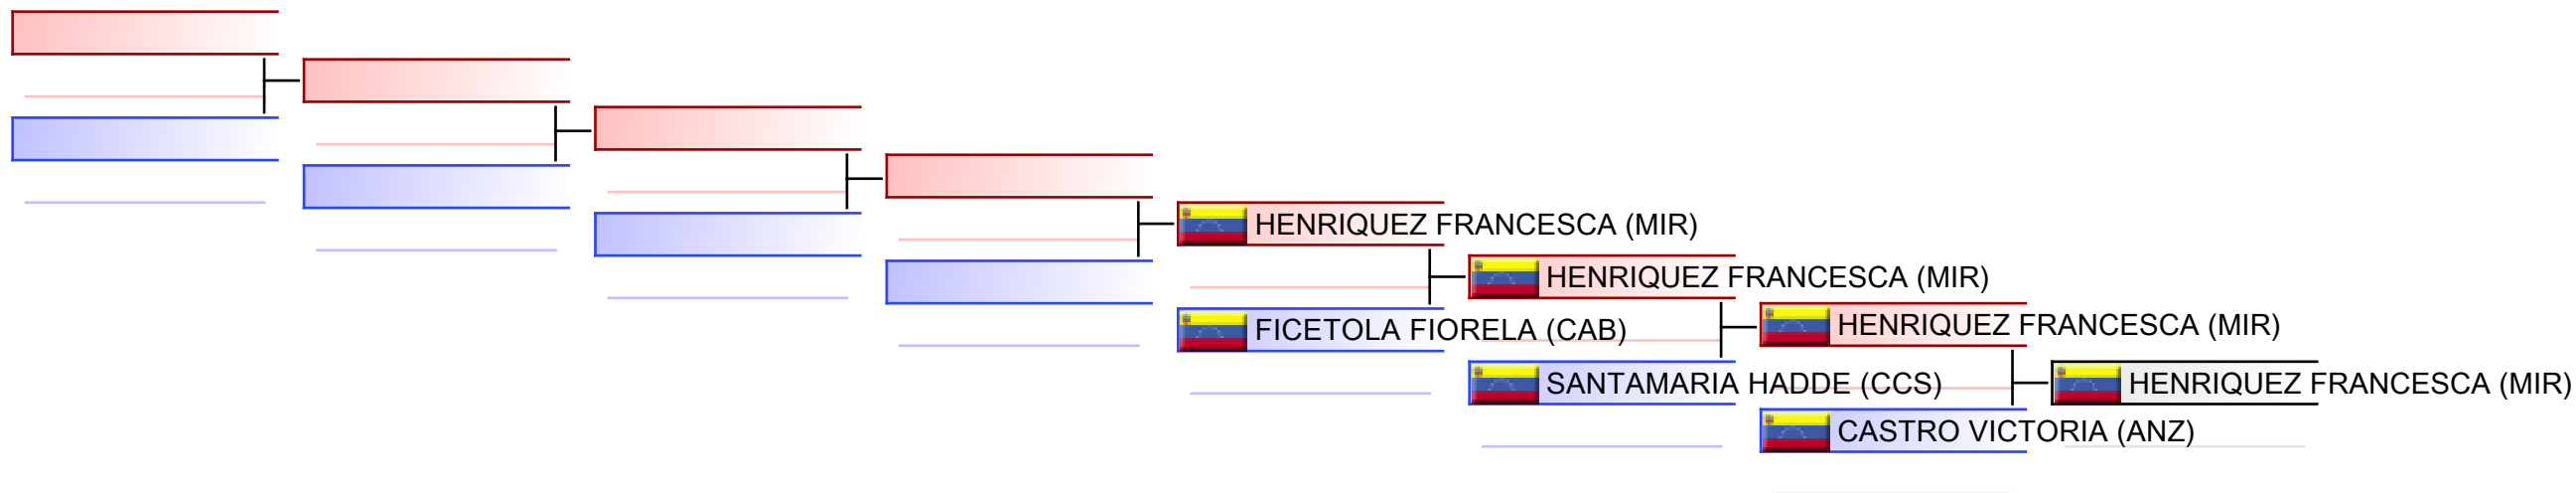 HENRIQUEZ FRANCESCA (MIR)
HENRIQUEZ FRANCESCA (MIR)
FICETOLA FIORELA (CAB)
HENRIQUEZ FRANCESCA (MIR)
SANTAMARIA HADDE (CCS)
HENRIQUEZ FRANCESCA (MIR)
CASTRO VICTORIA (ANZ)